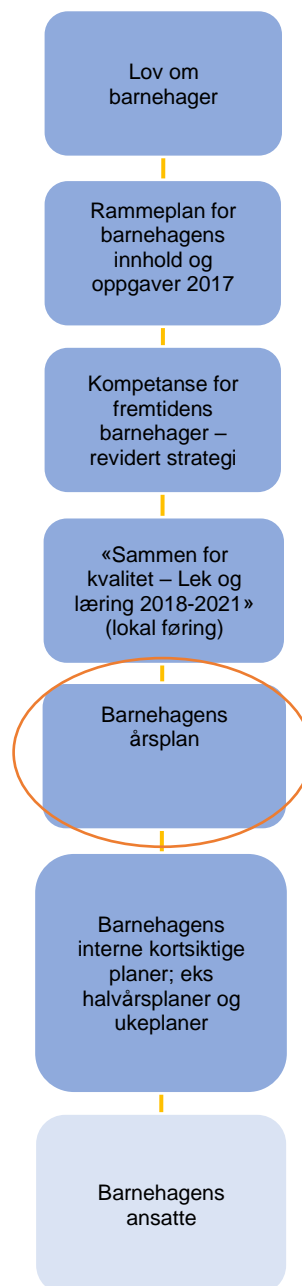 Lov om
barnehager
Rammeplan for
barnehagens
innhold og
oppgaver 2017
Kompetanse for
fremtidens
barnehager –
revidert strategi
«Sammen for
kvalitet – Lek og
læring 2018-2021»
(lokal føring)
Barnehagens
årsplan
Barnehagens
interne kortsiktige
planer; eks
halvårsplaner og
ukeplaner
Barnehagens
ansatte